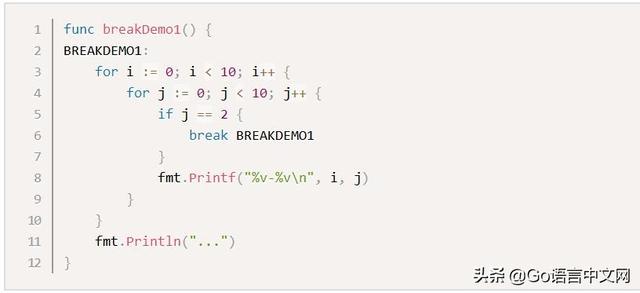 1 func breakDemo1() {
2 BREAKDEMO1:
3     for i := 0; i < 10; i++ {
4         for j := 0; j < 10; j++ {
5             if j == 2 {
6                 break BREAKDEMO1
7             }
8             fmt.Printf("%v-%v\n", i, j)
9         }
10     }
11     fmt.Println("...")
12 }
头条 @Go语言中文网